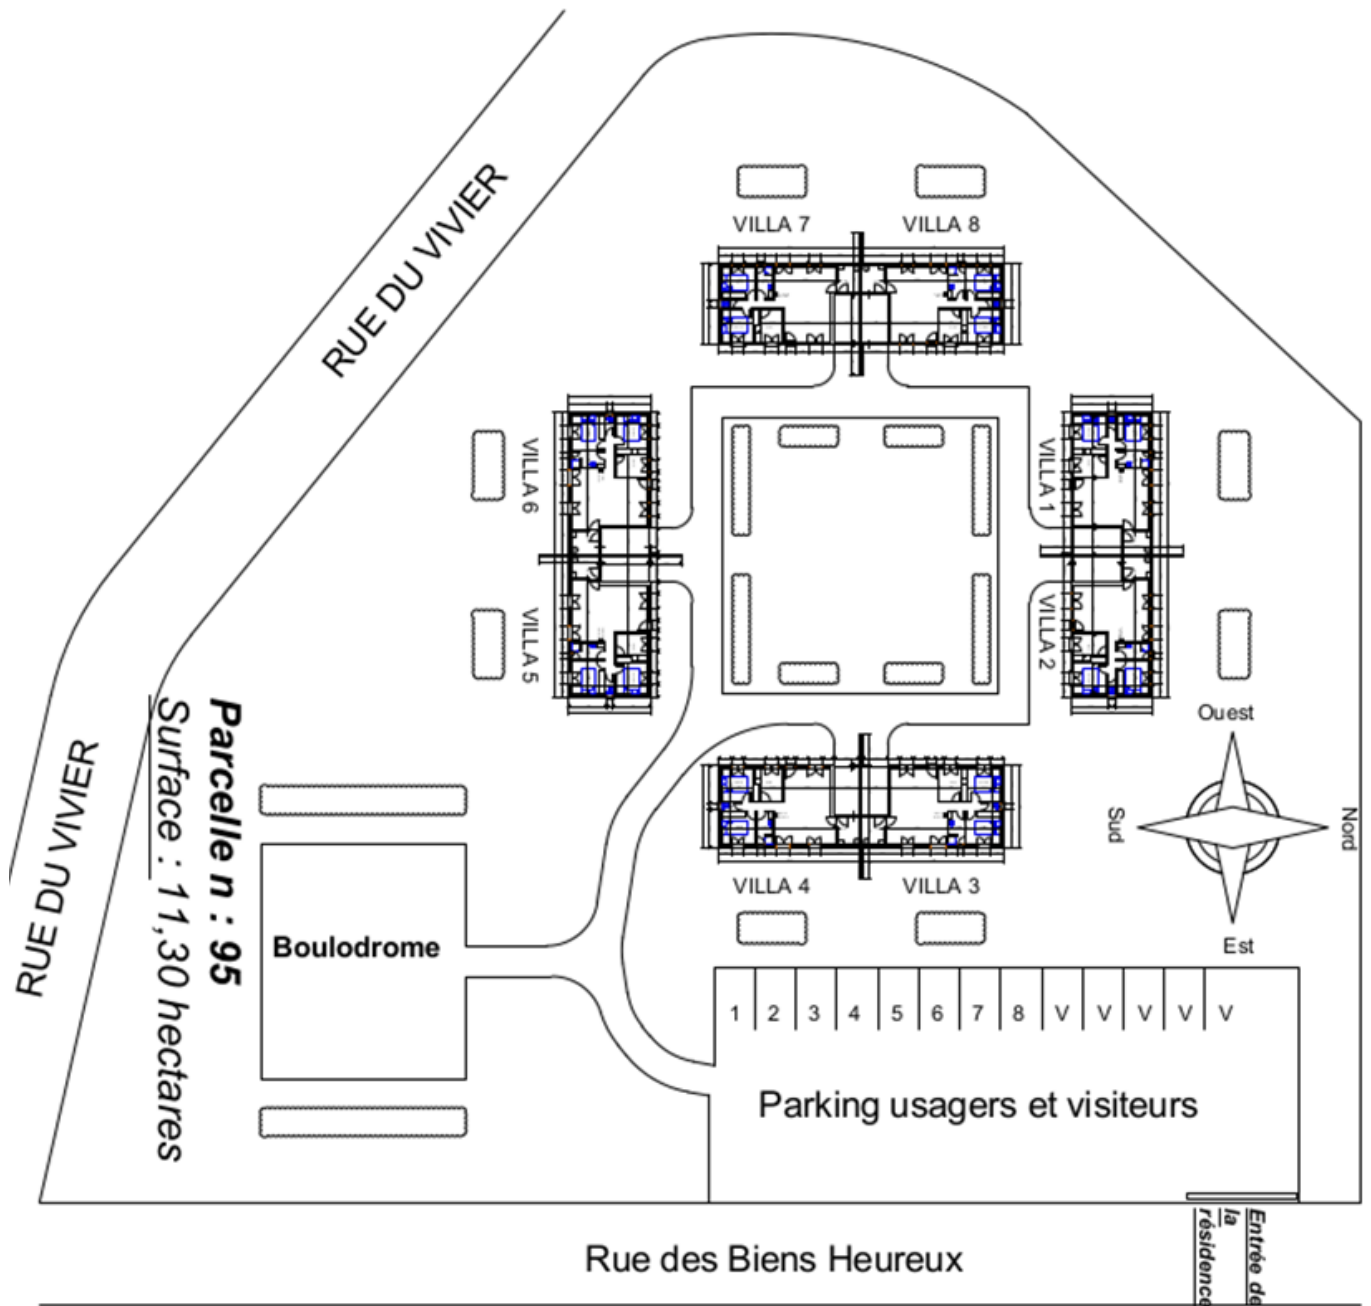 RUE DU VIVIER
VILLA 7
VILLA 8
VILLA 6
VILLA 1
VILLA 5
VILLA 2
Ouest
Sud
Nord
Est
RUE DU VIVIER
Parcelle n : 95
Surface : 11,30 hectares
VILLA 4
VILLA 3
Boulodrome
1 2 3 4 5 6 7 8 V V V V V
Parking usagers et visiteurs
Entrée de
la
résidence
Rue des Biens Heureux